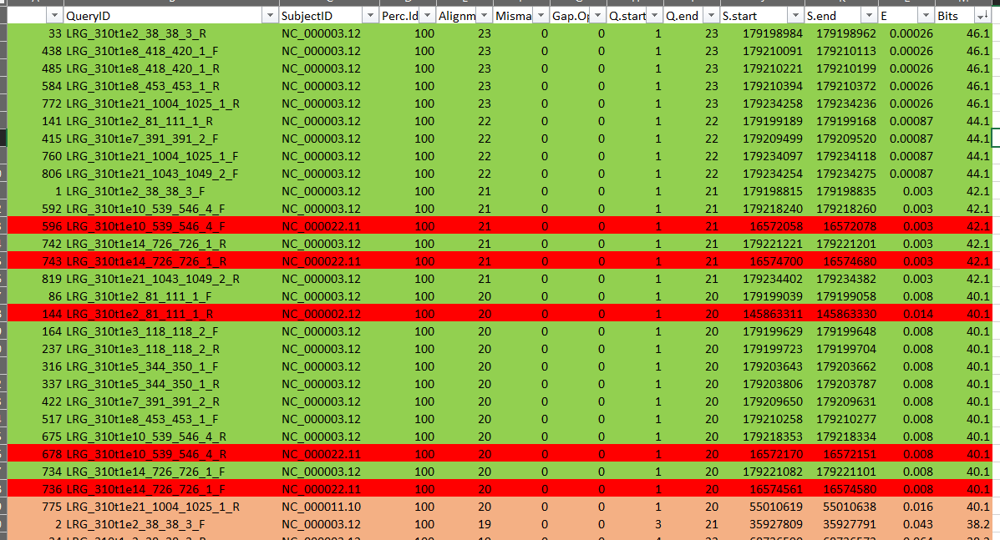 QueryID SubjectID Perc.Id Alignm Misma Gap.Op Q.start Q.end S.start S.end E Bits
33 LRG_310t1e2_38_38_3_R NC_000003.12 100 23 0 0 1 23 179198984 179198962 0.00026 46.1
438 LRG_310t1e8_418_420_1_F NC_000003.12 100 23 0 0 1 23 179210091 179210113 0.00026 46.1
485 LRG_310t1e8_418_420_1_R NC_000003.12 100 23 0 0 1 23 179210221 179210199 0.00026 46.1
584 LRG_310t1e8_453_453_1_R NC_000003.12 100 23 0 0 1 23 179210394 179210372 0.00026 46.1
772 LRG_310t1e21_1004_1025_1_R NC_000003.12 100 23 0 0 1 23 179234258 179234236 0.00026 46.1
141 LRG_310t1e2_81_111_1_R NC_000003.12 100 22 0 0 1 22 179199189 179199168 0.00087 44.1
415 LRG_310t1e7_391_391_2_F NC_000003.12 100 22 0 0 1 22 179209499 179209520 0.00087 44.1
760 LRG_310t1e21_1004_1025_1_F NC_000003.12 100 22 0 0 1 22 179234097 179234118 0.00087 44.1
806 LRG_310t1e21_1043_1049_2_F NC_000003.12 100 22 0 0 1 22 179234254 179234275 0.00087 44.1
1 LRG_310t1e2_38_38_3_F NC_000003.12 100 21 0 0 1 21 179198815 179198835 0.003 42.1
592 LRG_310t1e10_539_546_4_F NC_000003.12 100 21 0 0 1 21 179218240 179218260 0.003 42.1
596 LRG_310t1e10_539_546_4_F NC_000022.11 100 21 0 0 1 21 16572058 16572078 0.003 42.1
742 LRG_310t1e14_726_726_1_R NC_000003.12 100 21 0 0 1 21 179221221 179221201 0.003 42.1
743 LRG_310t1e14_726_726_1_R NC_000022.11 100 21 0 0 1 21 16574700 16574680 0.003 42.1
819 LRG_310t1e21_1043_1049_2_R NC_000003.12 100 21 0 0 1 21 179234402 179234382 0.003 42.1
86 LRG_310t1e2_81_111_1_F NC_000003.12 100 20 0 0 1 20 179199039 179199058 0.008 40.1
144 LRG_310t1e2_81_111_1_R NC_000002.12 100 20 0 0 1 20 145863311 145863330 0.014 40.1
164 LRG_310t1e3_118_118_2_F NC_000003.12 100 20 0 0 1 20 179199629 179199648 0.008 40.1
237 LRG_310t1e3_118_118_2_R NC_000003.12 100 20 0 0 1 20 179199723 179199704 0.008 40.1
316 LRG_310t1e5_344_350_1_F NC_000003.12 100 20 0 0 1 20 179203643 179203662 0.008 40.1
337 LRG_310t1e5_344_350_1_R NC_000003.12 100 20 0 0 1 20 179203806 179203787 0.008 40.1
422 LRG_310t1e7_391_391_2_R NC_000003.12 100 20 0 0 1 20 179209650 179209631 0.008 40.1
517 LRG_310t1e8_453_453_1_F NC_000003.12 100 20 0 0 1 20 179210258 179210277 0.008 40.1
675 LRG_310t1e10_539_546_4_R NC_000003.12 100 20 0 0 1 20 179218353 179218334 0.008 40.1
678 LRG_310t1e10_539_546_4_R NC_000022.11 100 20 0 0 1 20 16572170 16572151 0.008 40.1
734 LRG_310t1e14_726_726_1_F NC_000003.12 100 20 0 0 1 20 179221082 179221101 0.008 40.1
736 LRG_310t1e14_726_726_1_F NC_000022.11 100 20 0 0 1 20 16574561 16574580 0.008 40.1
775 LRG_310t1e21_1004_1025_1_R NC_000011.10 100 20 0 0 1 20 55010619 55010638 0.016 40.1
2 LRG_310t1e2_38_38_3_F NC_000003.12 100 19 0 0 3 21 35927809 35927791 0.043 38.2